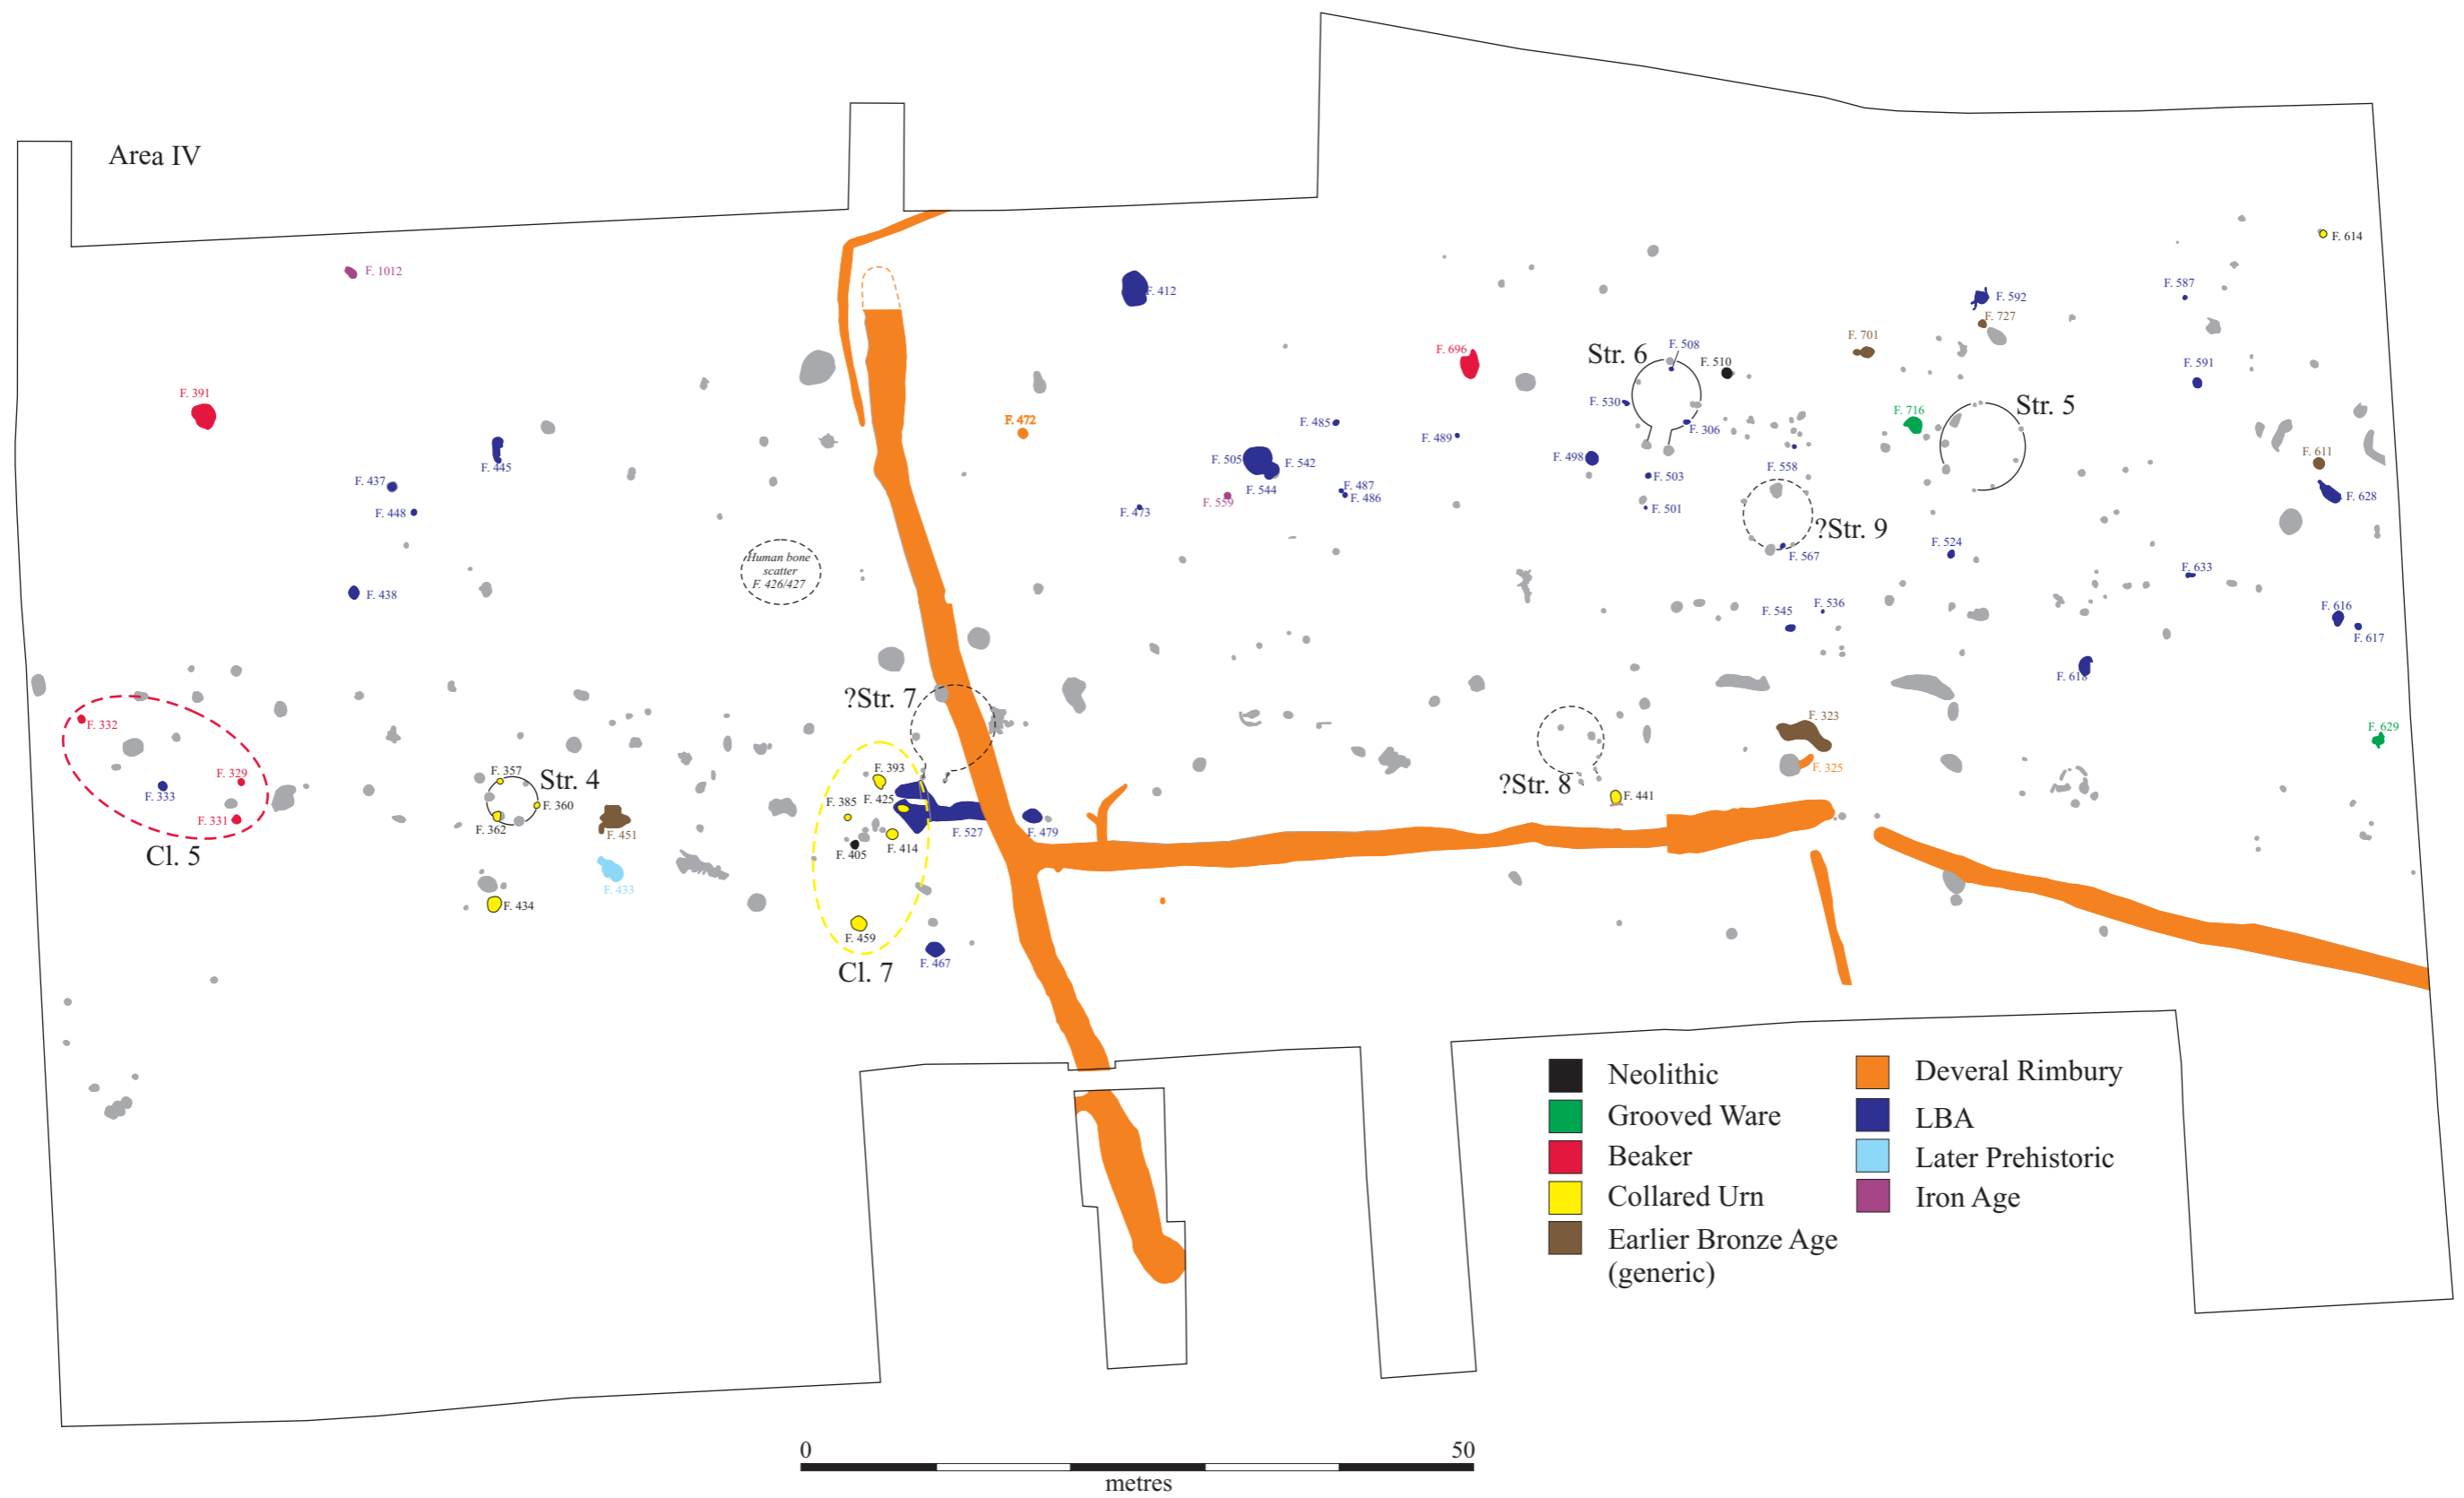 Area IV
F. 614
F. 1012
F. 587
F. 412
F. 592
F. 727
F. 701
F. 508
F. 696
Str. 6
F. 510
F. 591
F. 391
F. 530
Str. 5
F. 716
F. 472
F. 485
F. 306
F. 489
F. 445
F. 505
F. 542
F. 498
F. 558
F. 611
F. 437
F. 544
F. 487
F. 486
F. 503
F. 628
F. 559
F. 448
F. 473
F. 501
?Str. 9
F. 524
F. 567
Human bone
scatter
F. 426/427
F. 633
F. 438
F. 545
F. 536
F. 616
F. 617
F. 618
?Str. 7
F. 332
F. 323
F. 629
F. 393
F. 325
F. 357
Str. 4
F. 329
?Str. 8
F. 333
F. 385
F. 425
F. 441
F. 360
F. 331
F. 362
F. 451
F. 527
F. 479
F. 405
F. 414
Cl. 5
F. 433
F. 434
F. 459
F. 467
Cl. 7
Neolithic
Grooved Ware
Beaker
Collared Urn
Earlier Bronze Age
(generic)
Deveral Rimbury
LBA
Later Prehistoric
Iron Age
0 50
metres